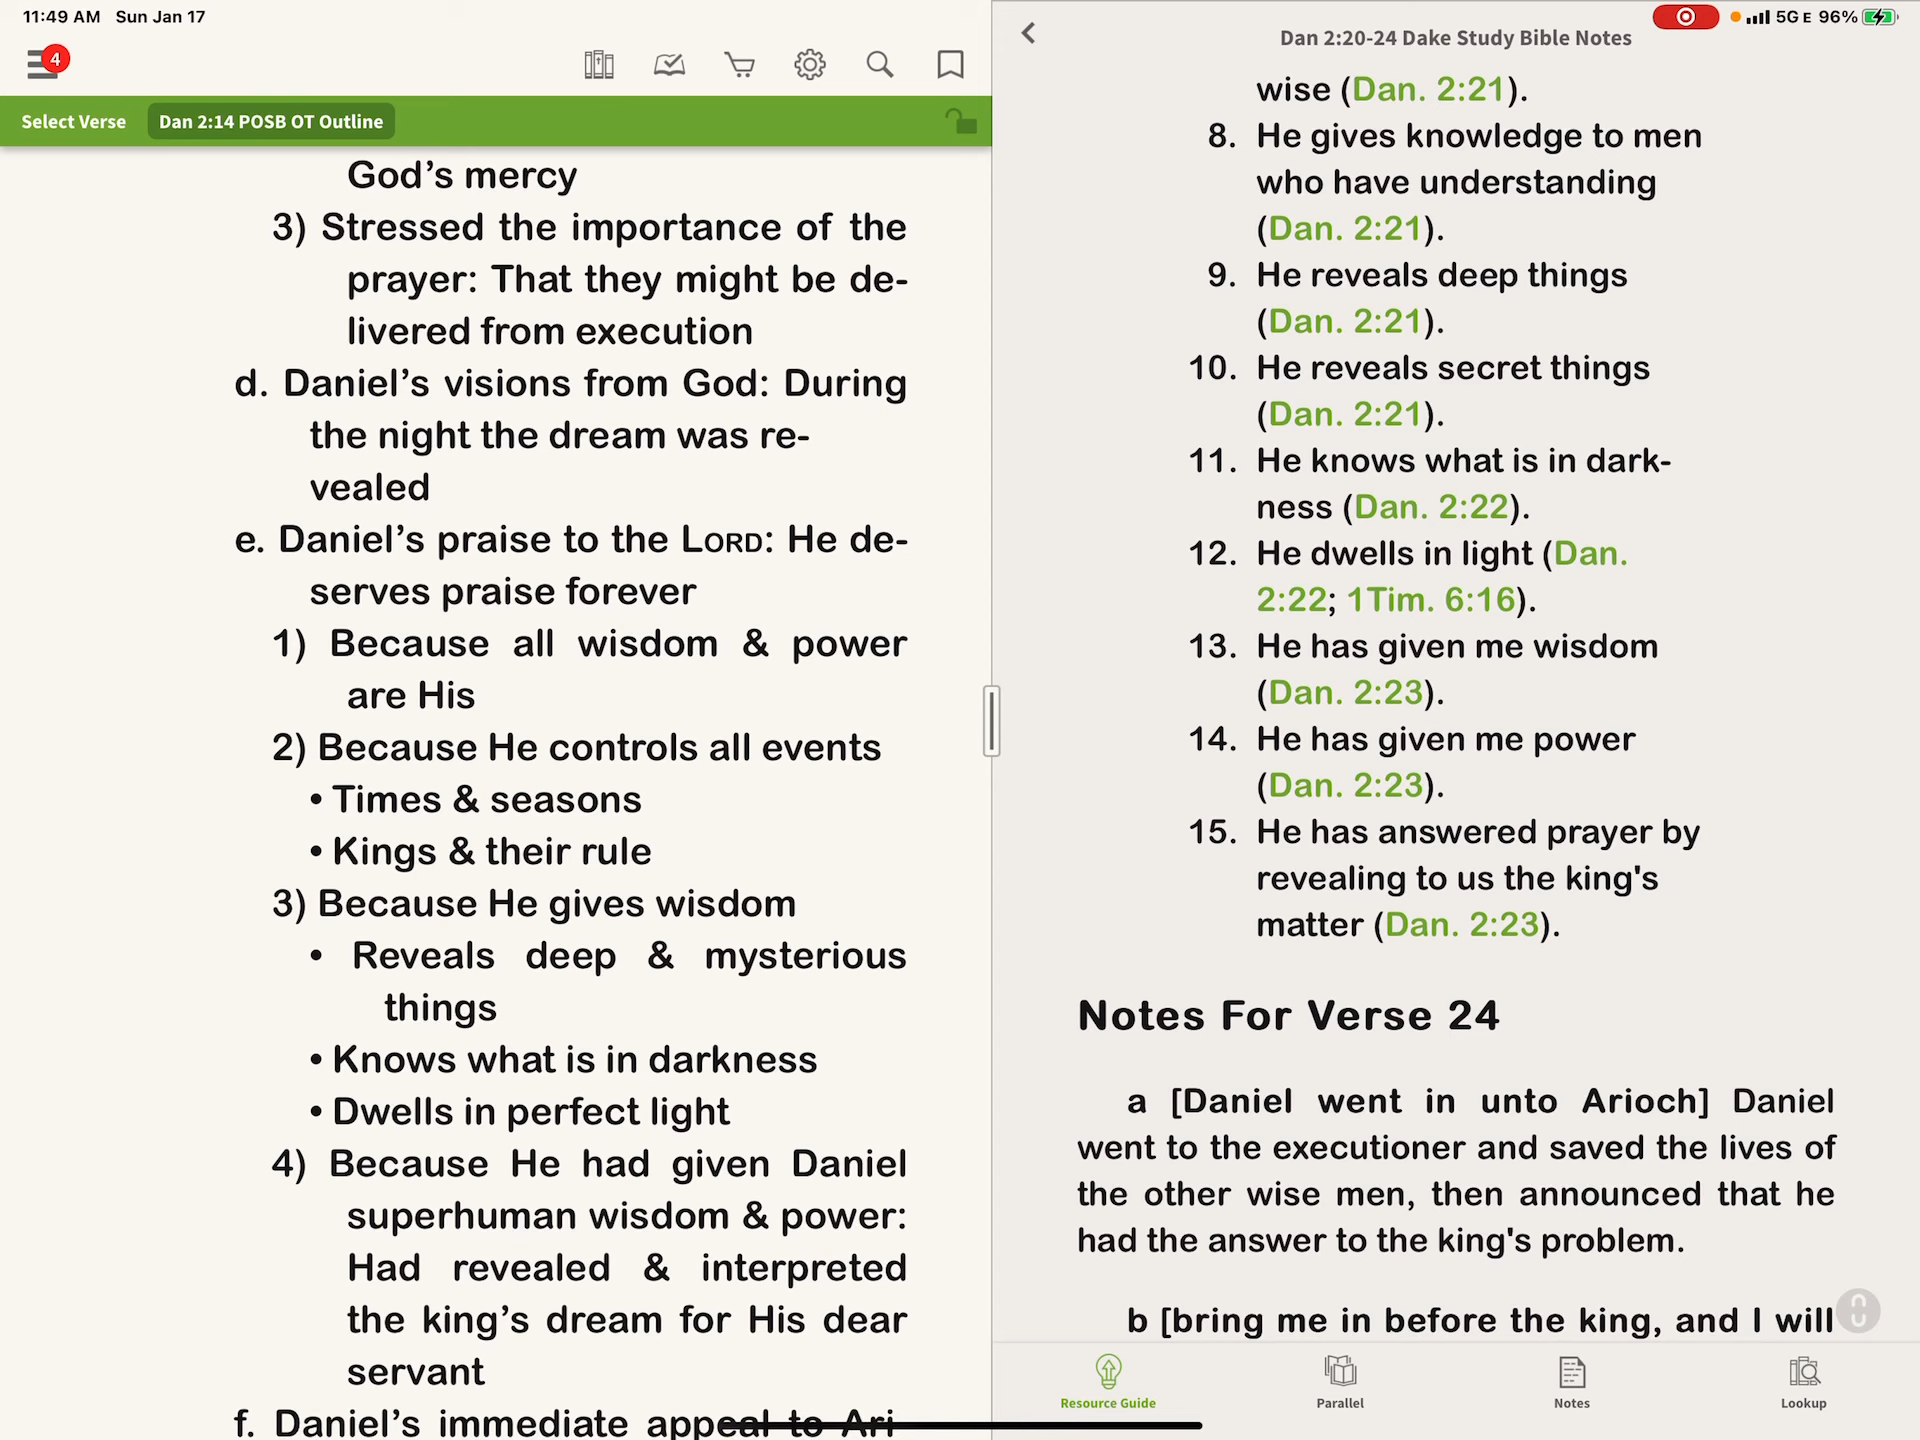 11:49 AM Sun Jan 17
4
Select Verse Dan 2:14 POSB OT Outline
God’s mercy
3) Stressed the importance of the
prayer: That they might be de-
livered from execution
d. Daniel’s visions from God: During
the night the dream was re-
vealed
e. Daniel’s praise to the LORD: He de-
serves praise forever
1) Because all wisdom & power
are His
2) Because He controls all events
• Times & seasons
• Kings & their rule
3) Because He gives wisdom
• Reveals deep & mysterious
things
• Knows what is in darkness
• Dwells in perfect light
4) Because He had given Daniel
superhuman wisdom & power:
Had revealed & interpreted
the king’s dream for His dear
servant
f. Daniel’s immediate appeal to Ari-
5G E 96%
Dan 2:20-24 Dake Study Bible Notes
wise (Dan. 2:21).
8. He gives knowledge to men
who have understanding
(Dan. 2:21).
9. He reveals deep things
(Dan. 2:21).
10. He reveals secret things
(Dan. 2:21).
11. He knows what is in dark-
ness (Dan. 2:22).
12. He dwells in light (Dan.
2:22; 1Tim. 6:16).
13. He has given me wisdom
(Dan. 2:23).
14. He has given me power
(Dan. 2:23).
15. He has answered prayer by
revealing to us the king's
matter (Dan. 2:23).
Notes For Verse 24
a [Daniel went in unto Arioch] Daniel
went to the executioner and saved the lives of
the other wise men, then announced that he
had the answer to the king's problem.
b [bring me in before the king, and I will
Resource Guide Parallel Notes Lookup